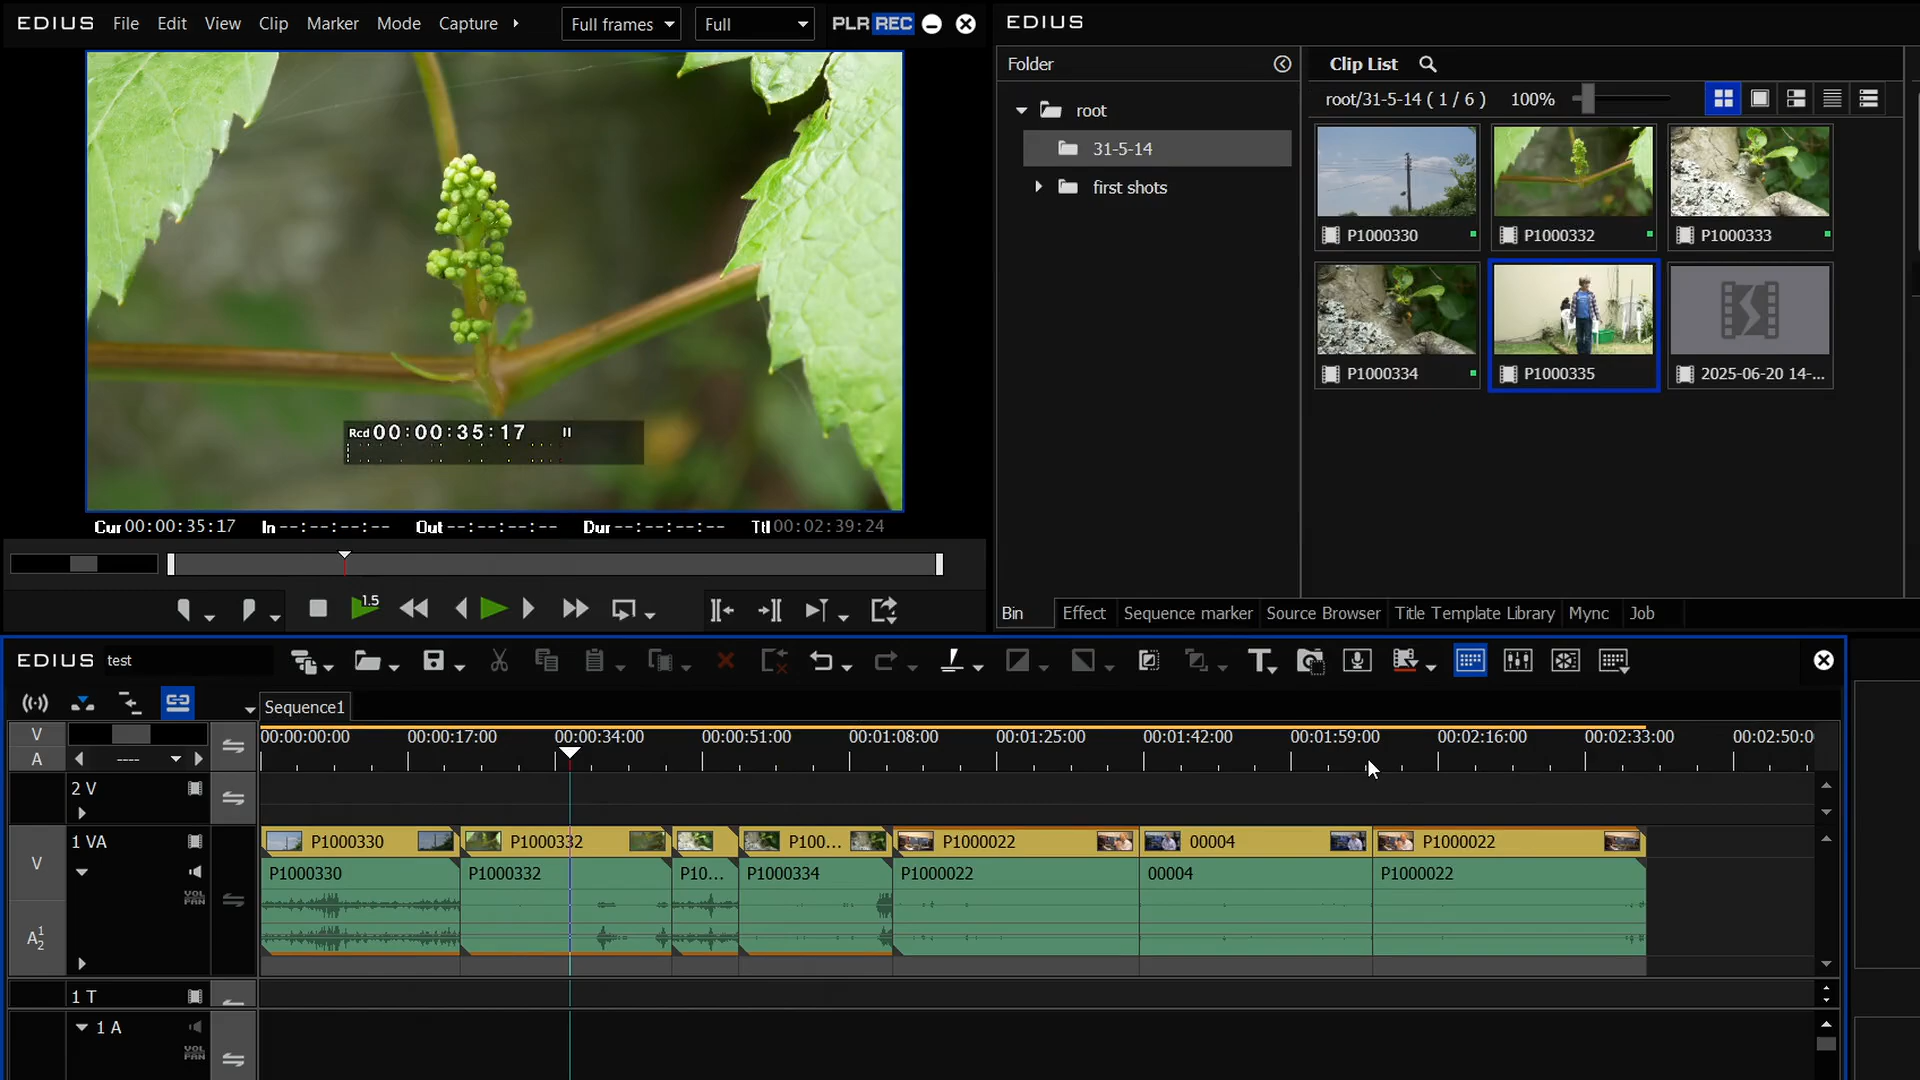 EDIUS File Edit View Clip Marker Mode Capture Full frames Full PLR REC
EDIUS
Folder
Clip List
root/31-5-14 ( 1 / 6 ) 100%
root
31-5-14
first shots
P1000330
P1000332
P1000333
P1000334
P1000335
2025-06-20 14-...
Rcd 00:00:35:17
Cur 00:00:35:17 In --:--:--:-- Out --:--:--:-- Dur --:--:--:-- Ttl 00:02:39:24
1.5
Bin Effect Sequence marker Source Browser Title Template Library Mync Job
EDIUS test
Sequence1
V
A
----
00:00:00:00 00:00:17:00 00:00:34:00 00:00:51:00 00:01:08:00 00:01:25:00 00:01:42:00 00:01:59:00 00:02:16:00 00:02:33:00 00:02:50:0
2 V
1 VA
V
VOL
PAN
A 1 2
P1000330 P1000332 P100... P1000022 00004 P1000022
P1000330 P1000332 P10... P1000334 P1000022 00004 P1000022
1 T
1 A
VOL
PAN